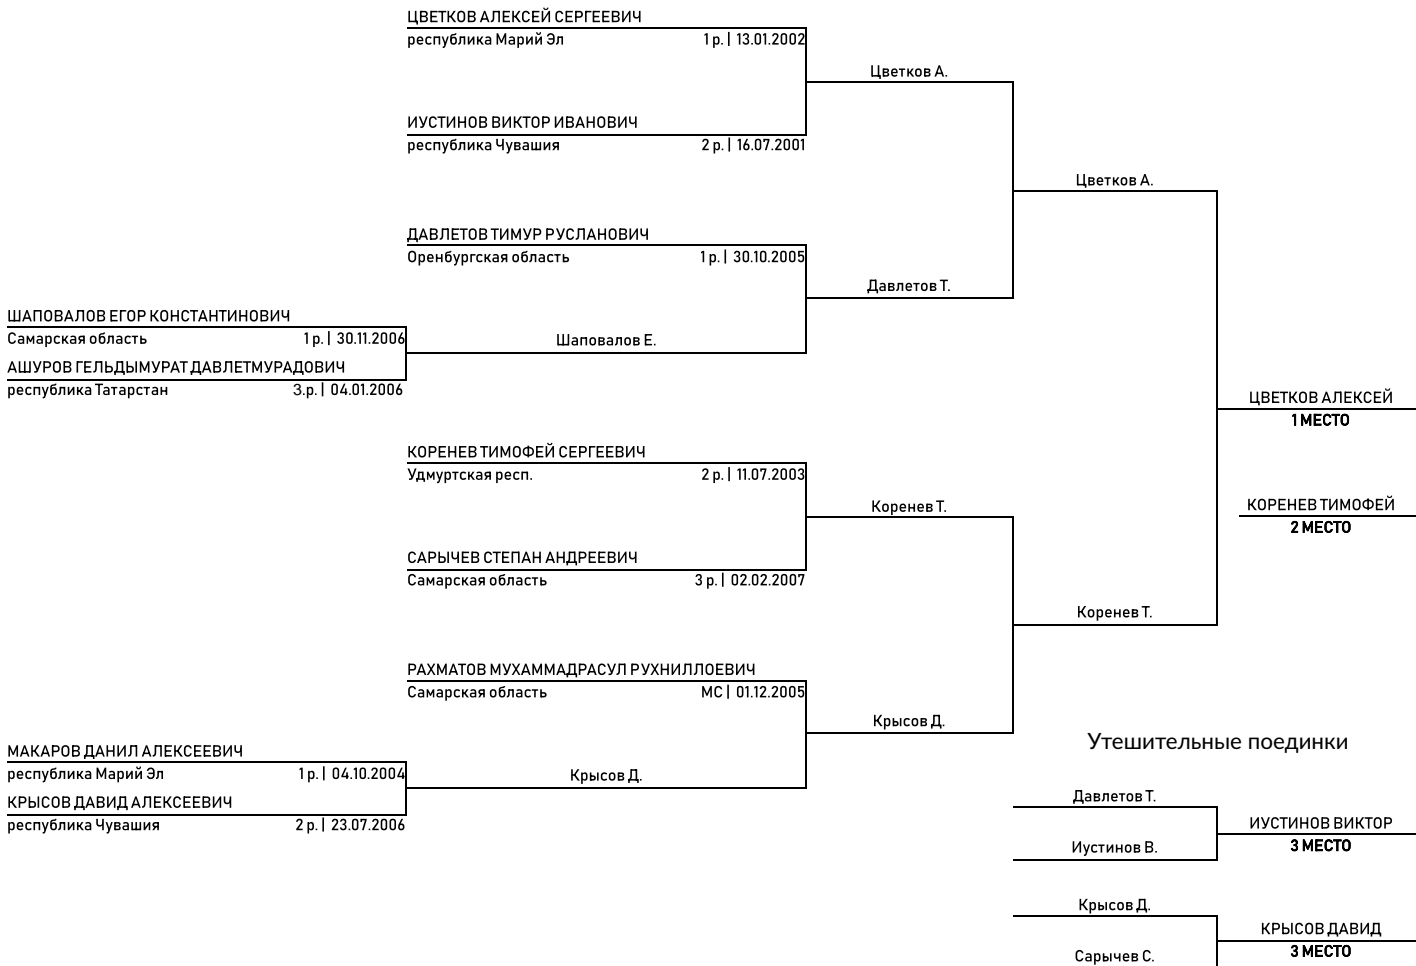 ЦВЕТКОВ АЛЕКСЕЙ СЕРГЕЕВИЧ
республика Марий Эл 1 р. | 13.01.2002
Цветков А.
ИУСТИНОВ ВИКТОР ИВАНОВИЧ
республика Чувашия 2 р. | 16.07.2001
Цветков А.
ДАВЛЕТОВ ТИМУР РУСЛАНОВИЧ
Оренбургская область 1 р. | 30.10.2005
Давлетов Т.
ШАПОВАЛОВ ЕГОР КОНСТАНТИНОВИЧ
Самарская область 1 р. | 30.11.2006
Шаповалов Е.
АШУРОВ ГЕЛЬДЫМУРАТ ДАВЛЕТМУРАДОВИЧ
республика Татарстан 3.р. | 04.01.2006
ЦВЕТКОВ АЛЕКСЕЙ
1 МЕСТО
КОРЕНЕВ ТИМОФЕЙ СЕРГЕЕВИЧ
Удмуртская респ. 2 р. | 11.07.2003
Коренев Т.
КОРЕНЕВ ТИМОФЕЙ
2 МЕСТО
САРЫЧЕВ СТЕПАН АНДРЕЕВИЧ
Самарская область 3 р. | 02.02.2007
Коренев Т.
РАХМАТОВ МУХАММАДРАСУЛ РУХНИЛЛОЕВИЧ
Самарская область МС | 01.12.2005
Крысов Д.
МАКАРОВ ДАНИЛ АЛЕКСЕЕВИЧ
республика Марий Эл 1 р. | 04.10.2004
Крысов Д.
КРЫСОВ ДАВИД АЛЕКСЕЕВИЧ
республика Чувашия 2 р. | 23.07.2006
Утешительные поединки
Давлетов Т.
ИУСТИНОВ ВИКТОР
3 МЕСТО
Иустинов В.
Крысов Д.
КРЫСОВ ДАВИД
3 МЕСТО
Сарычев С.